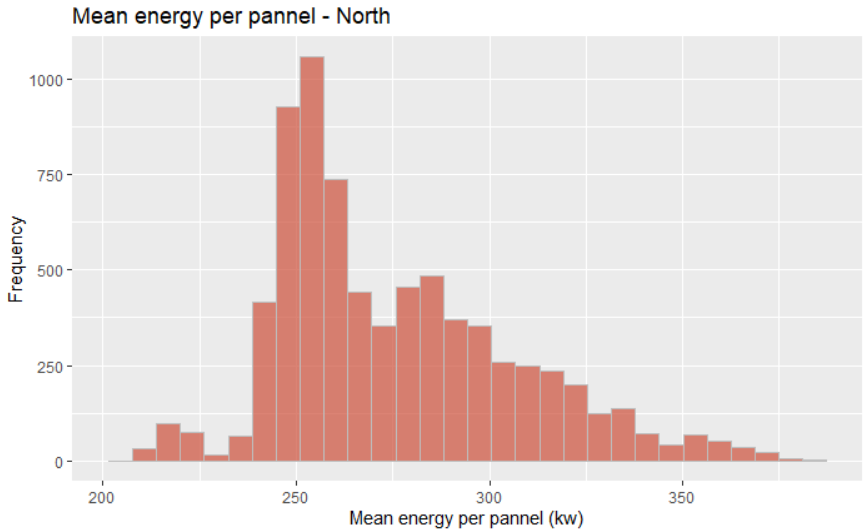 Mean energy per pannel - North
1000
750
500
250
0
Frequency
200 250 300 350
Mean energy per pannel (kw)